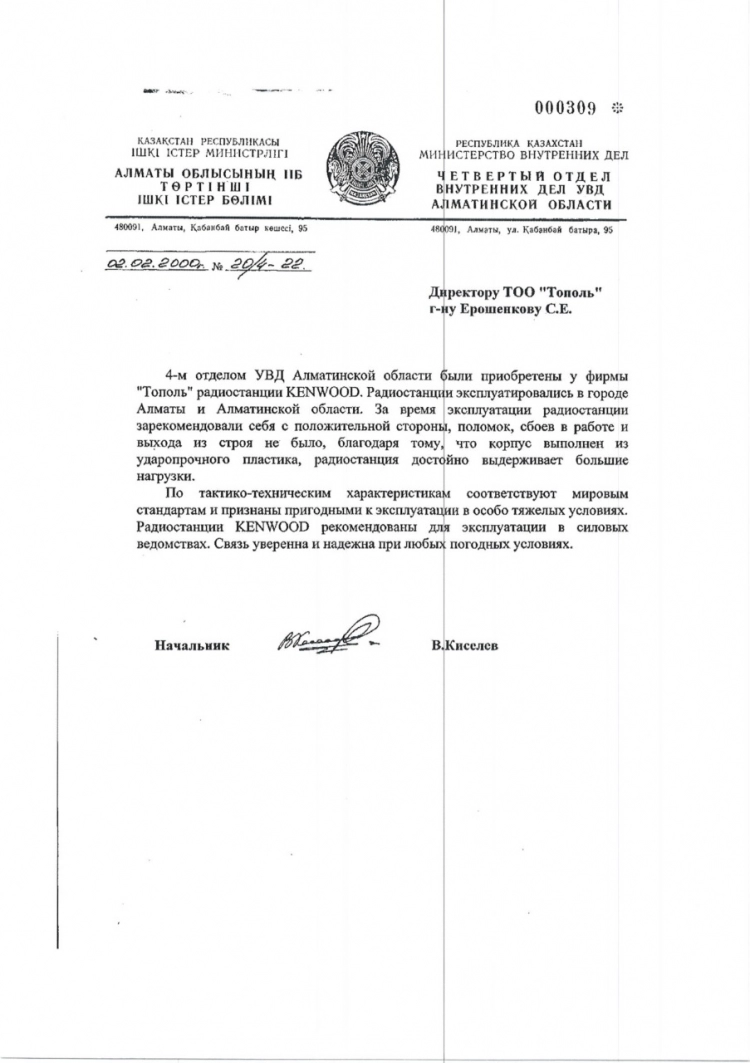 000309 *
ҚАЗАҚСТАН РЕСПУБЛИКАСЫ
ІШКІ ІСТЕР МИНИСТРЛІГІ
АЛМАТЫ ОБЛЫСЫНЫҢ ІІБ
ТӨРТІНШІ
ІШКІ ІСТЕР БӨЛІМІ
480091, Алматы, Қабанбай батыр көшесі, 95
РЕСПУБЛИКА КАЗАХСТАН
МИНИСТЕРСТВО ВНУТРЕННИХ ДЕЛ
ЧЕТВЕРТЫЙ ОТДЕЛ
ВНУТРЕННИХ ДЕЛ УВД
АЛМАТИНСКОЙ ОБЛАСТИ
480091, Алматы, ул. Кабанбай батыра, 95
02.02.2000г. № 20/4-22.
Директору ТОО "Тополь"
г-ну Ерошенкову С.Е.
4-м отделом УВД Алматинской области были приобретены у фирмы
"Тополь" радиостанции KENWOOD. Радиостанции эксплуатировались в городе
Алматы и Алматинской области. За время эксплуатации радиостанции
зарекомендовали себя с положительной стороны, поломок, сбоев в работе и
выхода из строя не было, благодаря тому, что корпус выполнен из
ударопрочного пластика, радиостанция достойно выдерживает большие
нагрузки.
По тактико-техническим характеристикам соответствуют мировым
стандартам и признаны пригодными к эксплуатации в особо тяжелых условиях.
Радиостанции KENWOOD рекомендованы для эксплуатации в силовых
ведомствах. Связь уверенна и надежна при любых погодных условиях.
Начальник В.Киселев